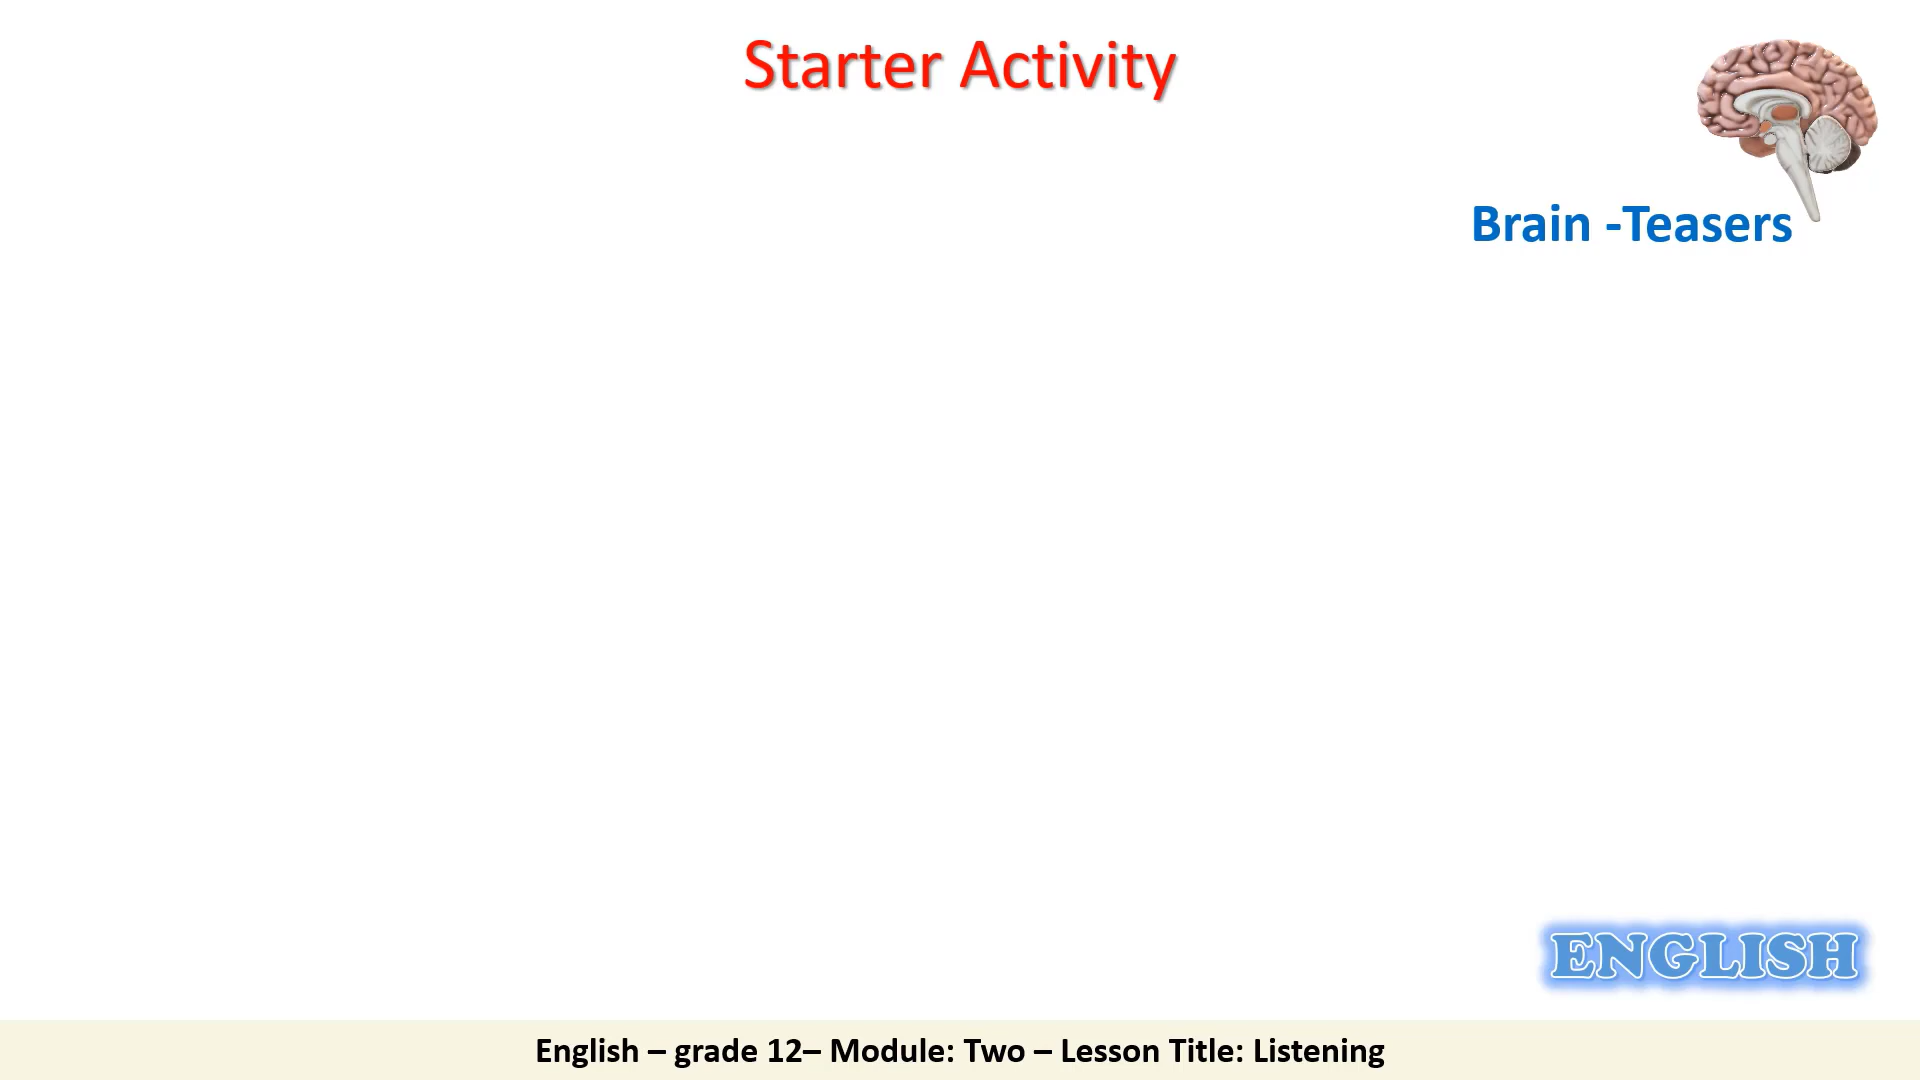 Starter Activity
Brain -Teasers
ENGLISH
English – grade 12– Module: Two – Lesson Title: Listening